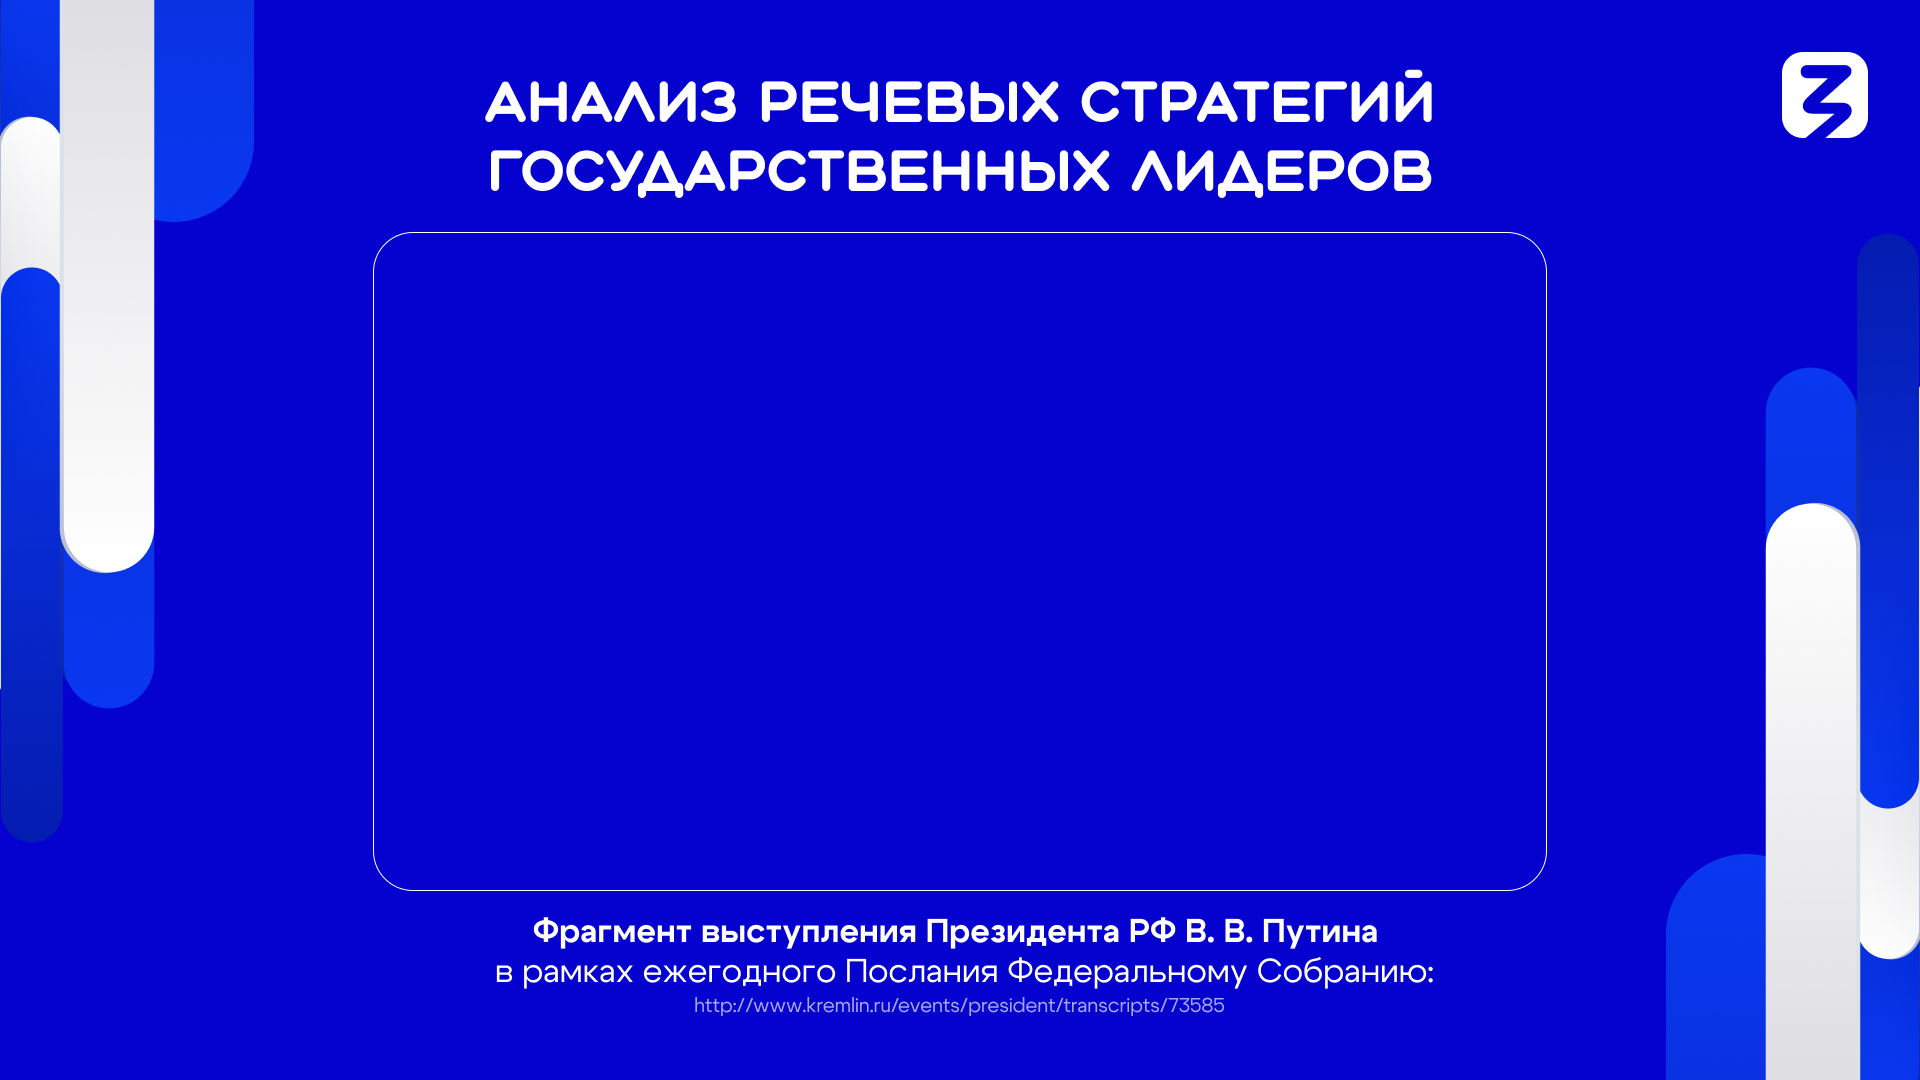 АНАЛИЗ РЕЧЕВЫХ СТРАТЕГИЙ
ГОСУДАРСТВЕННЫХ ЛИДЕРОВ
Фрагмент выступления Президента РФ В. В. Путина
в рамках ежегодного Послания Федеральному Собранию:
http://www.kremlin.ru/events/president/transcripts/73585